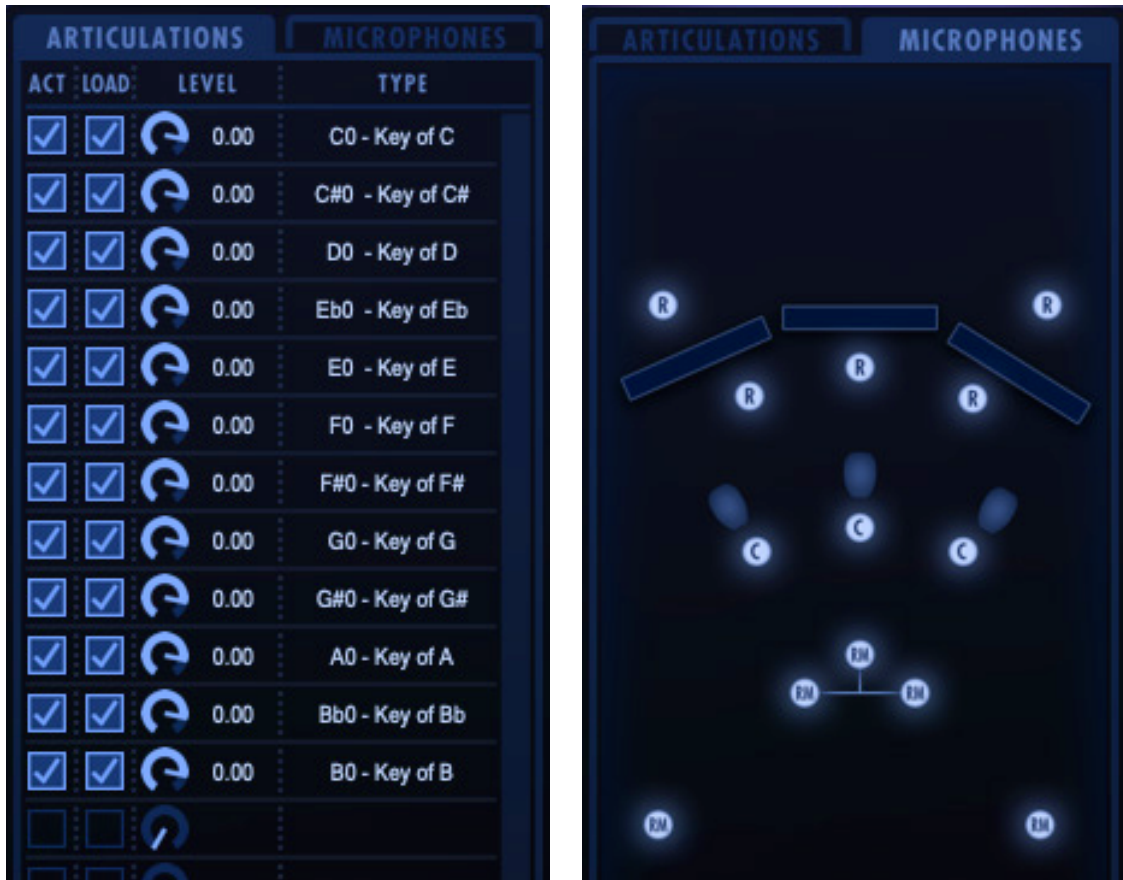 ARTICULATIONS MICROPHONES
ACT LOAD LEVEL TYPE
0.00 C0 - Key of C
0.00 C#0 - Key of C#
0.00 D0 - Key of D
0.00 Eb0 - Key of Eb
0.00 E0 - Key of E
0.00 F0 - Key of F
0.00 F#0 - Key of F#
0.00 G0 - Key of G
0.00 G#0 - Key of G#
0.00 A0 - Key of A
0.00 Bb0 - Key of Bb
0.00 B0 - Key of B
ARTICULATIONS MICROPHONES
R R
R
R R
C
C C
RM
RM RM
RM RM